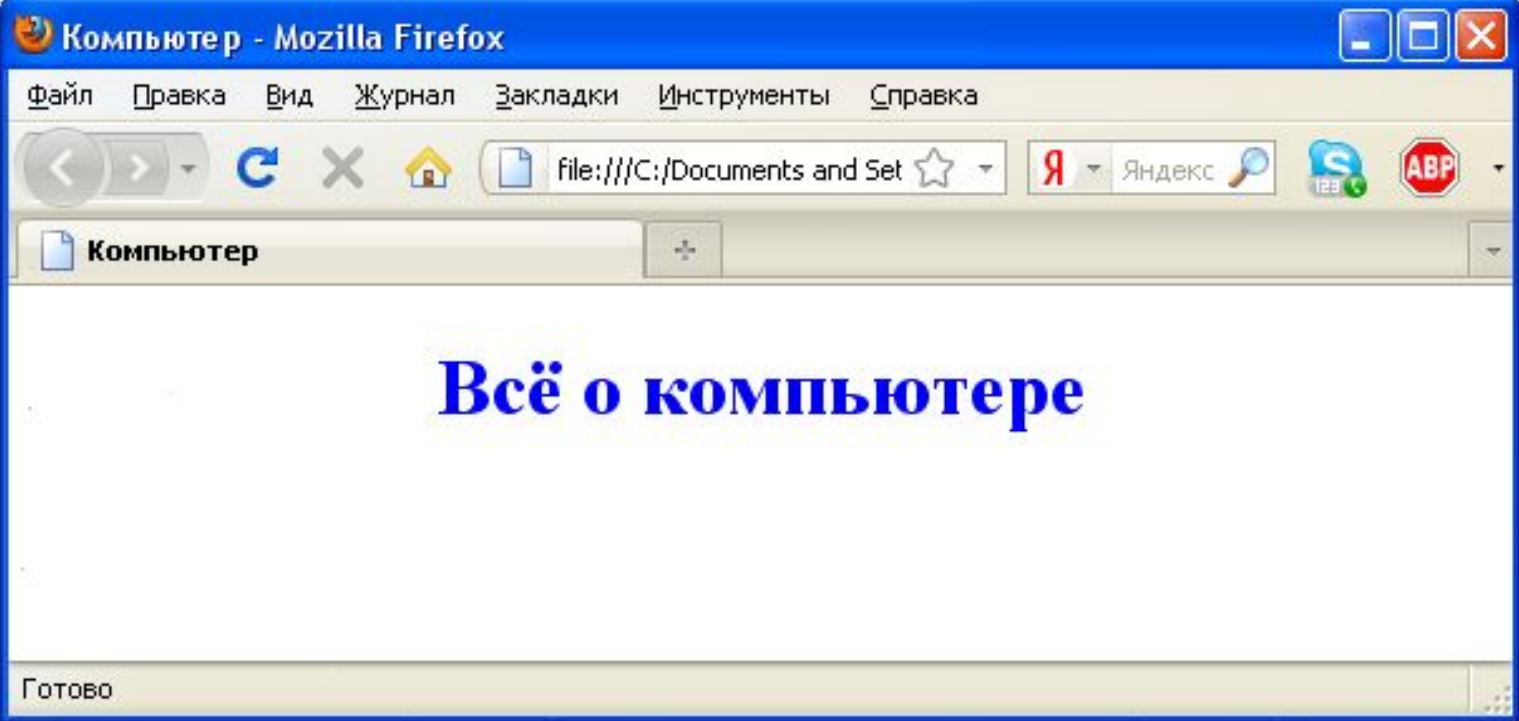 Компьютер - Mozilla Firefox
Файл Правка Вид Журнал Закладки Инструменты Справка
file:///C:/Documents and Set Я Яндекс S 123 ABP
Компьютер
Всё о компьютере
Готово